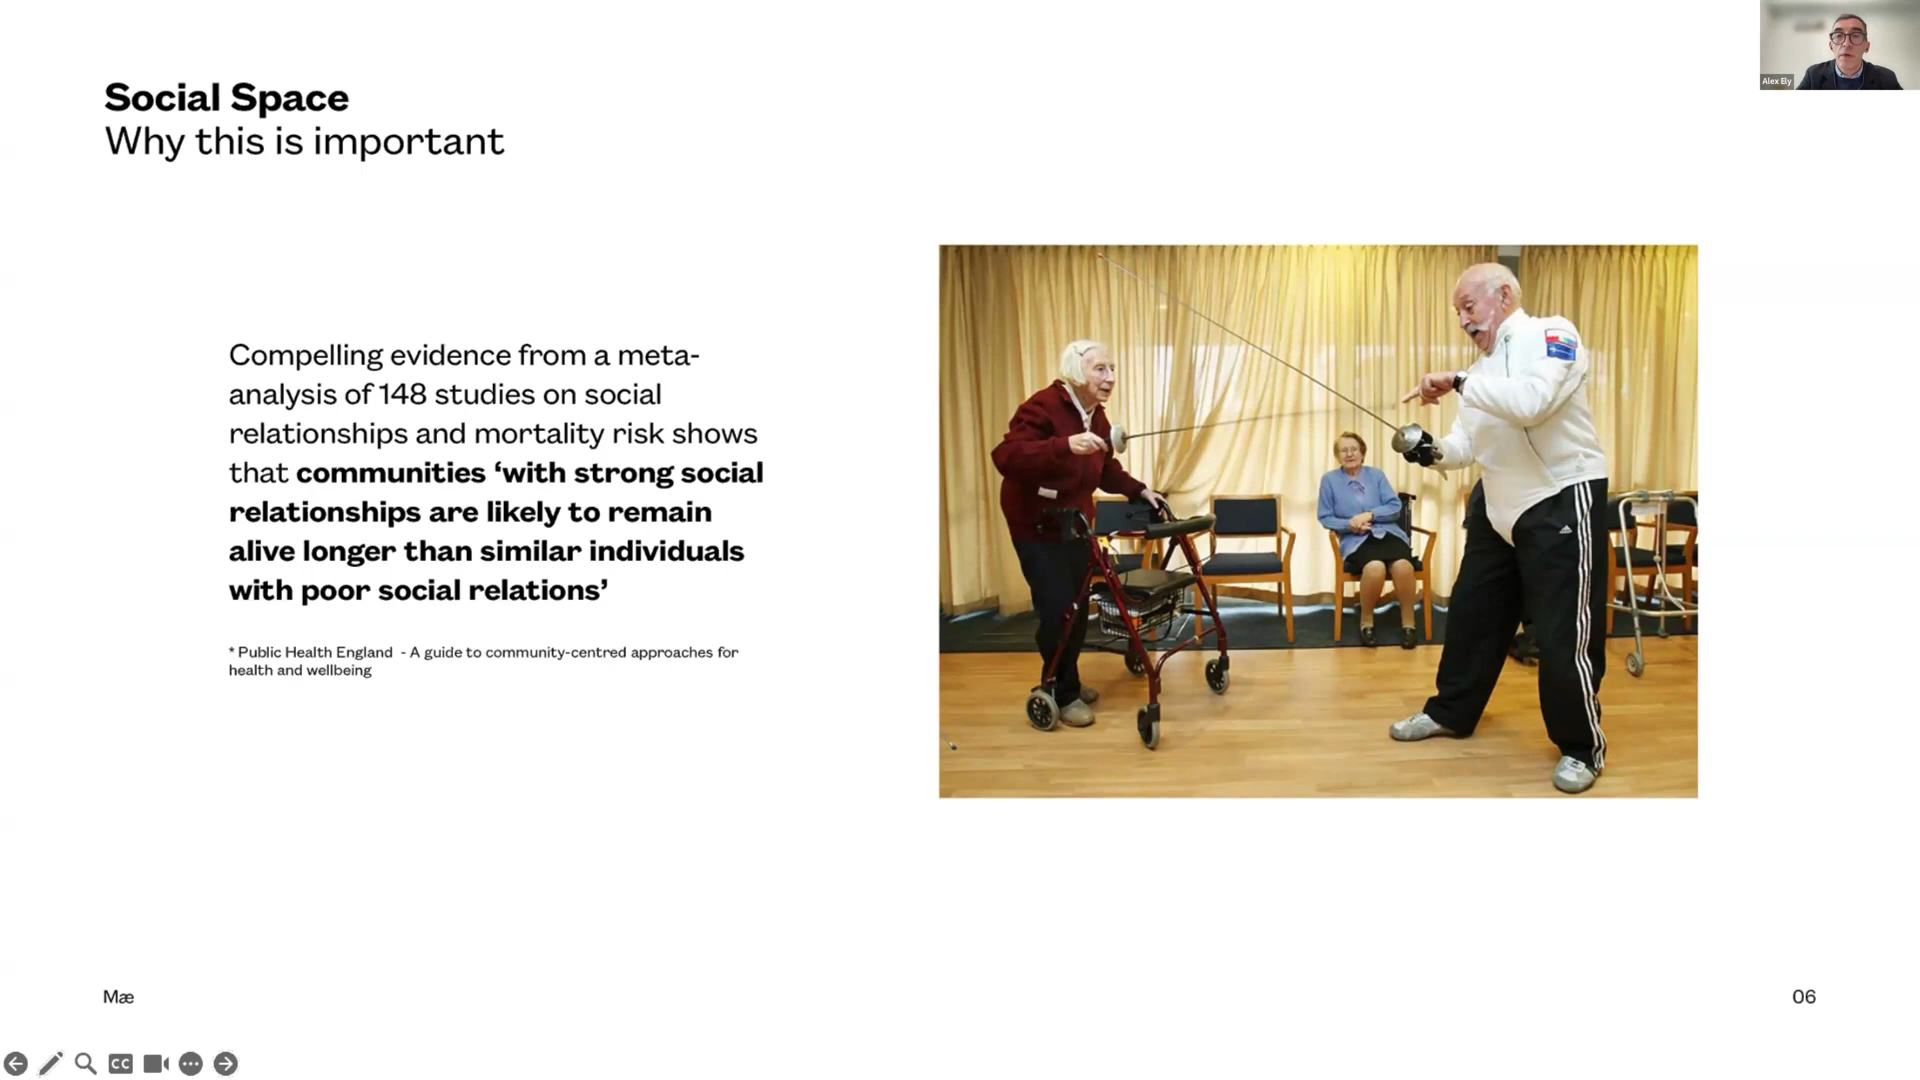 Alex Ely
Social Space
Why this is important
Compelling evidence from a meta-
analysis of 148 studies on social
relationships and mortality risk shows
that communities ‘with strong social
relationships are likely to remain
alive longer than similar individuals
with poor social relations’
* Public Health England - A guide to community-centred approaches for
health and wellbeing
Mæ
06
CC